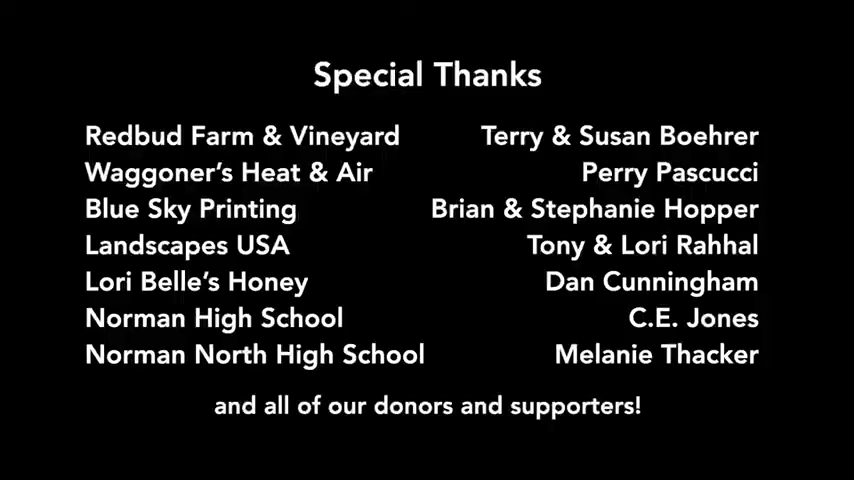 Special Thanks
Redbud Farm & Vineyard Terry & Susan Boehrer
Waggoner's Heat & Air Perry Pascucci
Blue Sky Printing Brian & Stephanie Hopper
Landscapes USA Tony & Lori Rahhal
Lori Belle's Honey Dan Cunningham
Norman High School C.E. Jones
Norman North High School Melanie Thacker
and all of our donors and supporters!